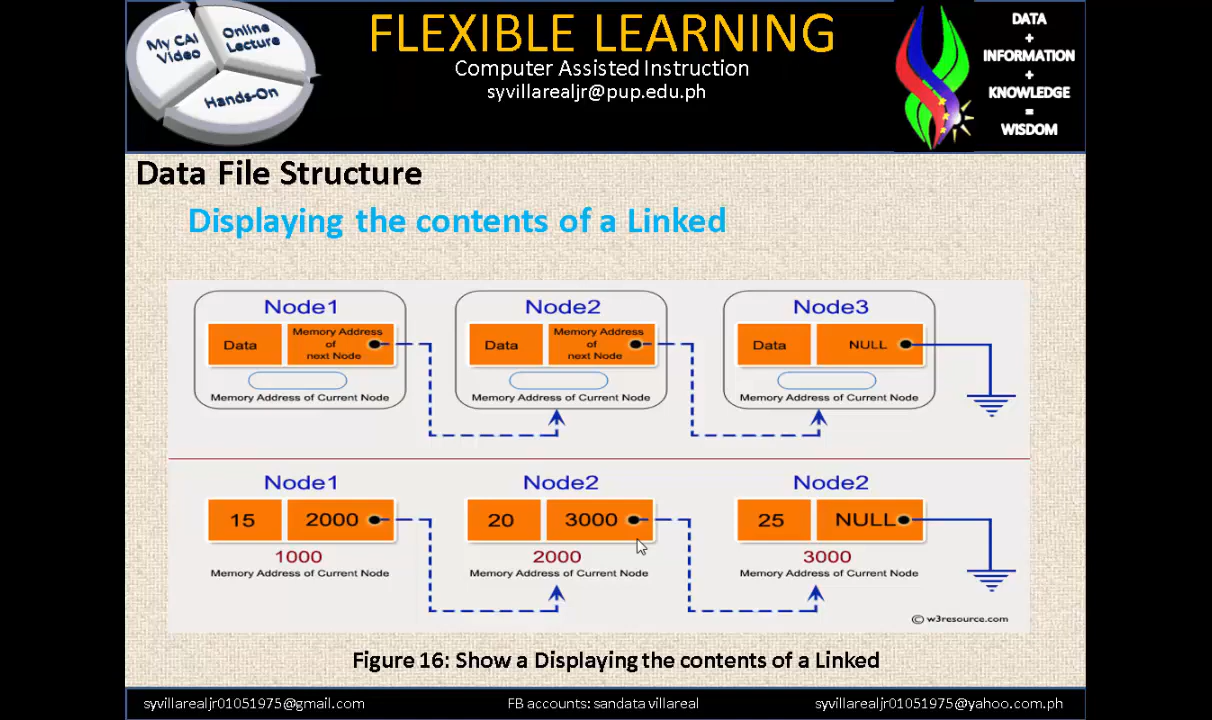 My CAI
Video
Online
Lecture
Hands-On
FLEXIBLE LEARNING
Computer Assisted Instruction
syvillarealjr@pup.edu.ph
DATA
+
INFORMATION
+
KNOWLEDGE
=
WISDOM
Data File Structure
Displaying the contents of a Linked
Node1
Data
Memory Address
of
next Node
Memory Address of Current Node
Node2
Data
Memory Address
of
next Node
Memory Address of Current Node
Node3
Data
NULL
Memory Address of Current Node
Node1
15
2000
1000
Memory Address of Current Node
Node2
20
3000
2000
Memory Address of Current Node
Node2
25
NULL
3000
Memory Address of Current Node
© w3resource.com
Figure 16: Show a Displaying the contents of a Linked
syvillarealjr01051975@gmail.com
FB accounts: sandata villareal
syvillarealjr01051975@yahoo.com.ph